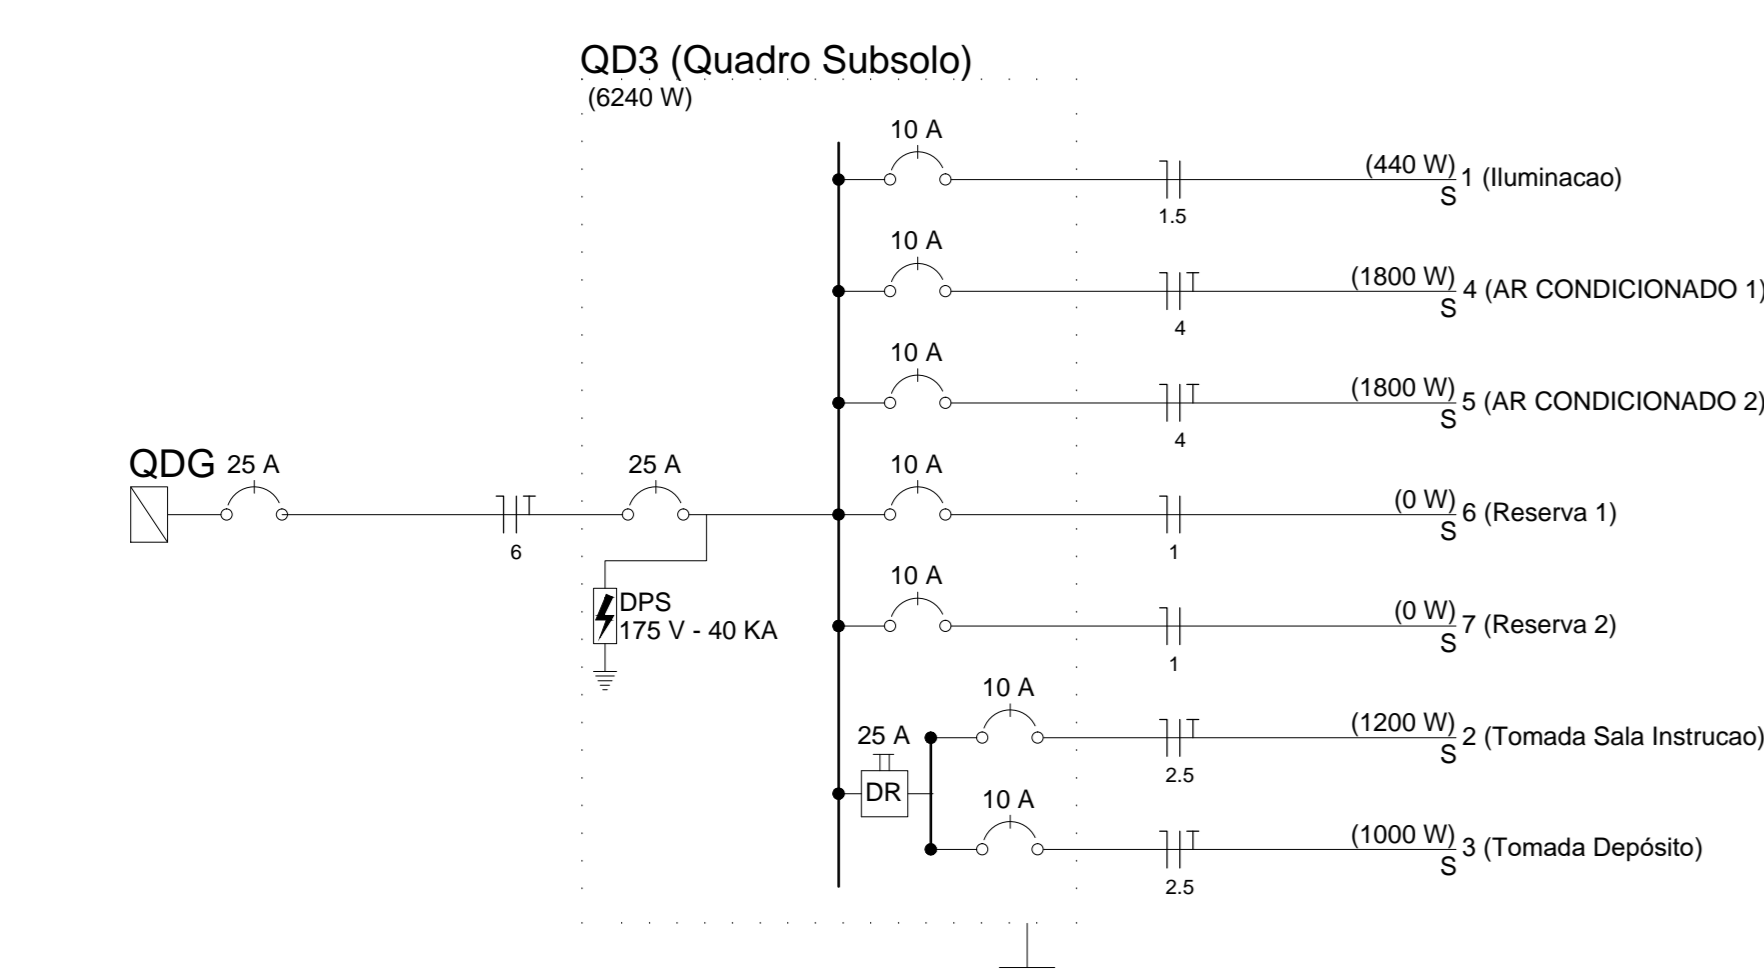 QD3 (Quadro Subsolo)
(6240 W)
10 A
(440 W)
1 (Iluminacao)
S
1.5
10 A
(1800 W)
4 (AR CONDICIONADO 1)
S
4
10 A
(1800 W)
5 (AR CONDICIONADO 2)
S
4
QDG 25 A
25 A
10 A
(0 W)
6 (Reserva 1)
S
6
1
10 A
(0 W)
7 (Reserva 2)
S
DPS
175 V - 40 KA
1
10 A
(1200 W)
2 (Tomada Sala Instrucao)
S
25 A
2.5
DR
10 A
(1000 W)
3 (Tomada Depósito)
S
2.5